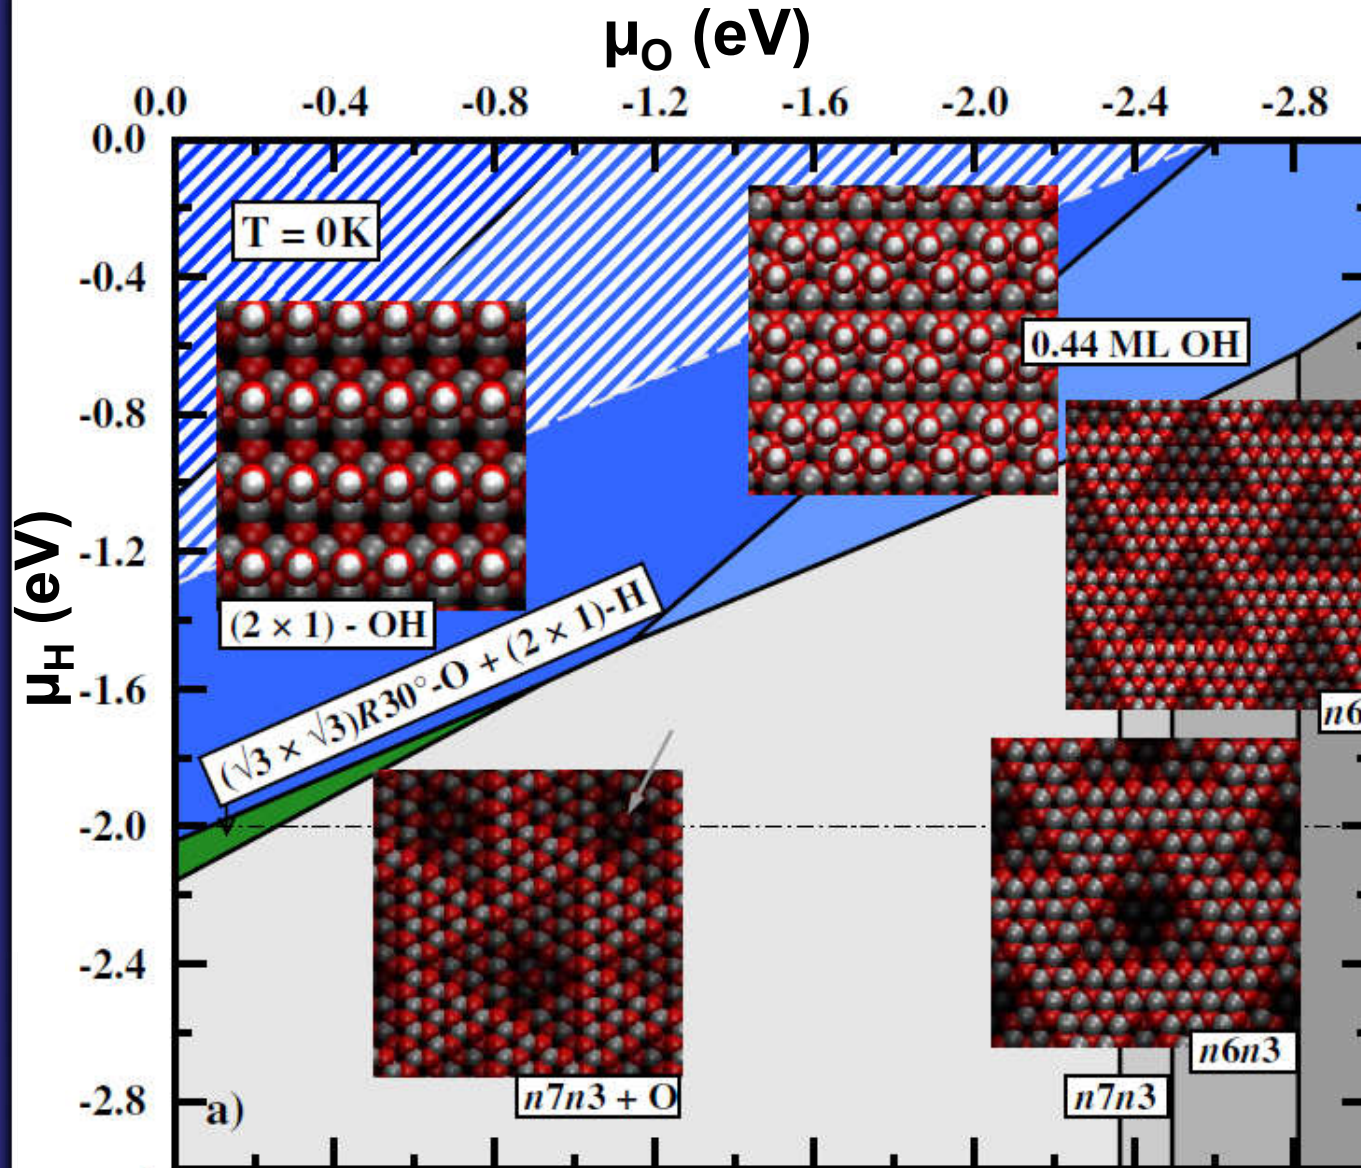 μO (eV)
0.0 -0.4 -0.8 -1.2 -1.6 -2.0 -2.4 -2.8
0.0
T = 0K
-0.4
0.44 ML OH
-0.8
-1.2
μH (eV)
(2 × 1) - OH
(√3 × √3)R30°-O + (2 × 1)-H
-1.6
n6
-2.0
-2.4
n6n3
-2.8
a)
n7n3 + O
n7n3